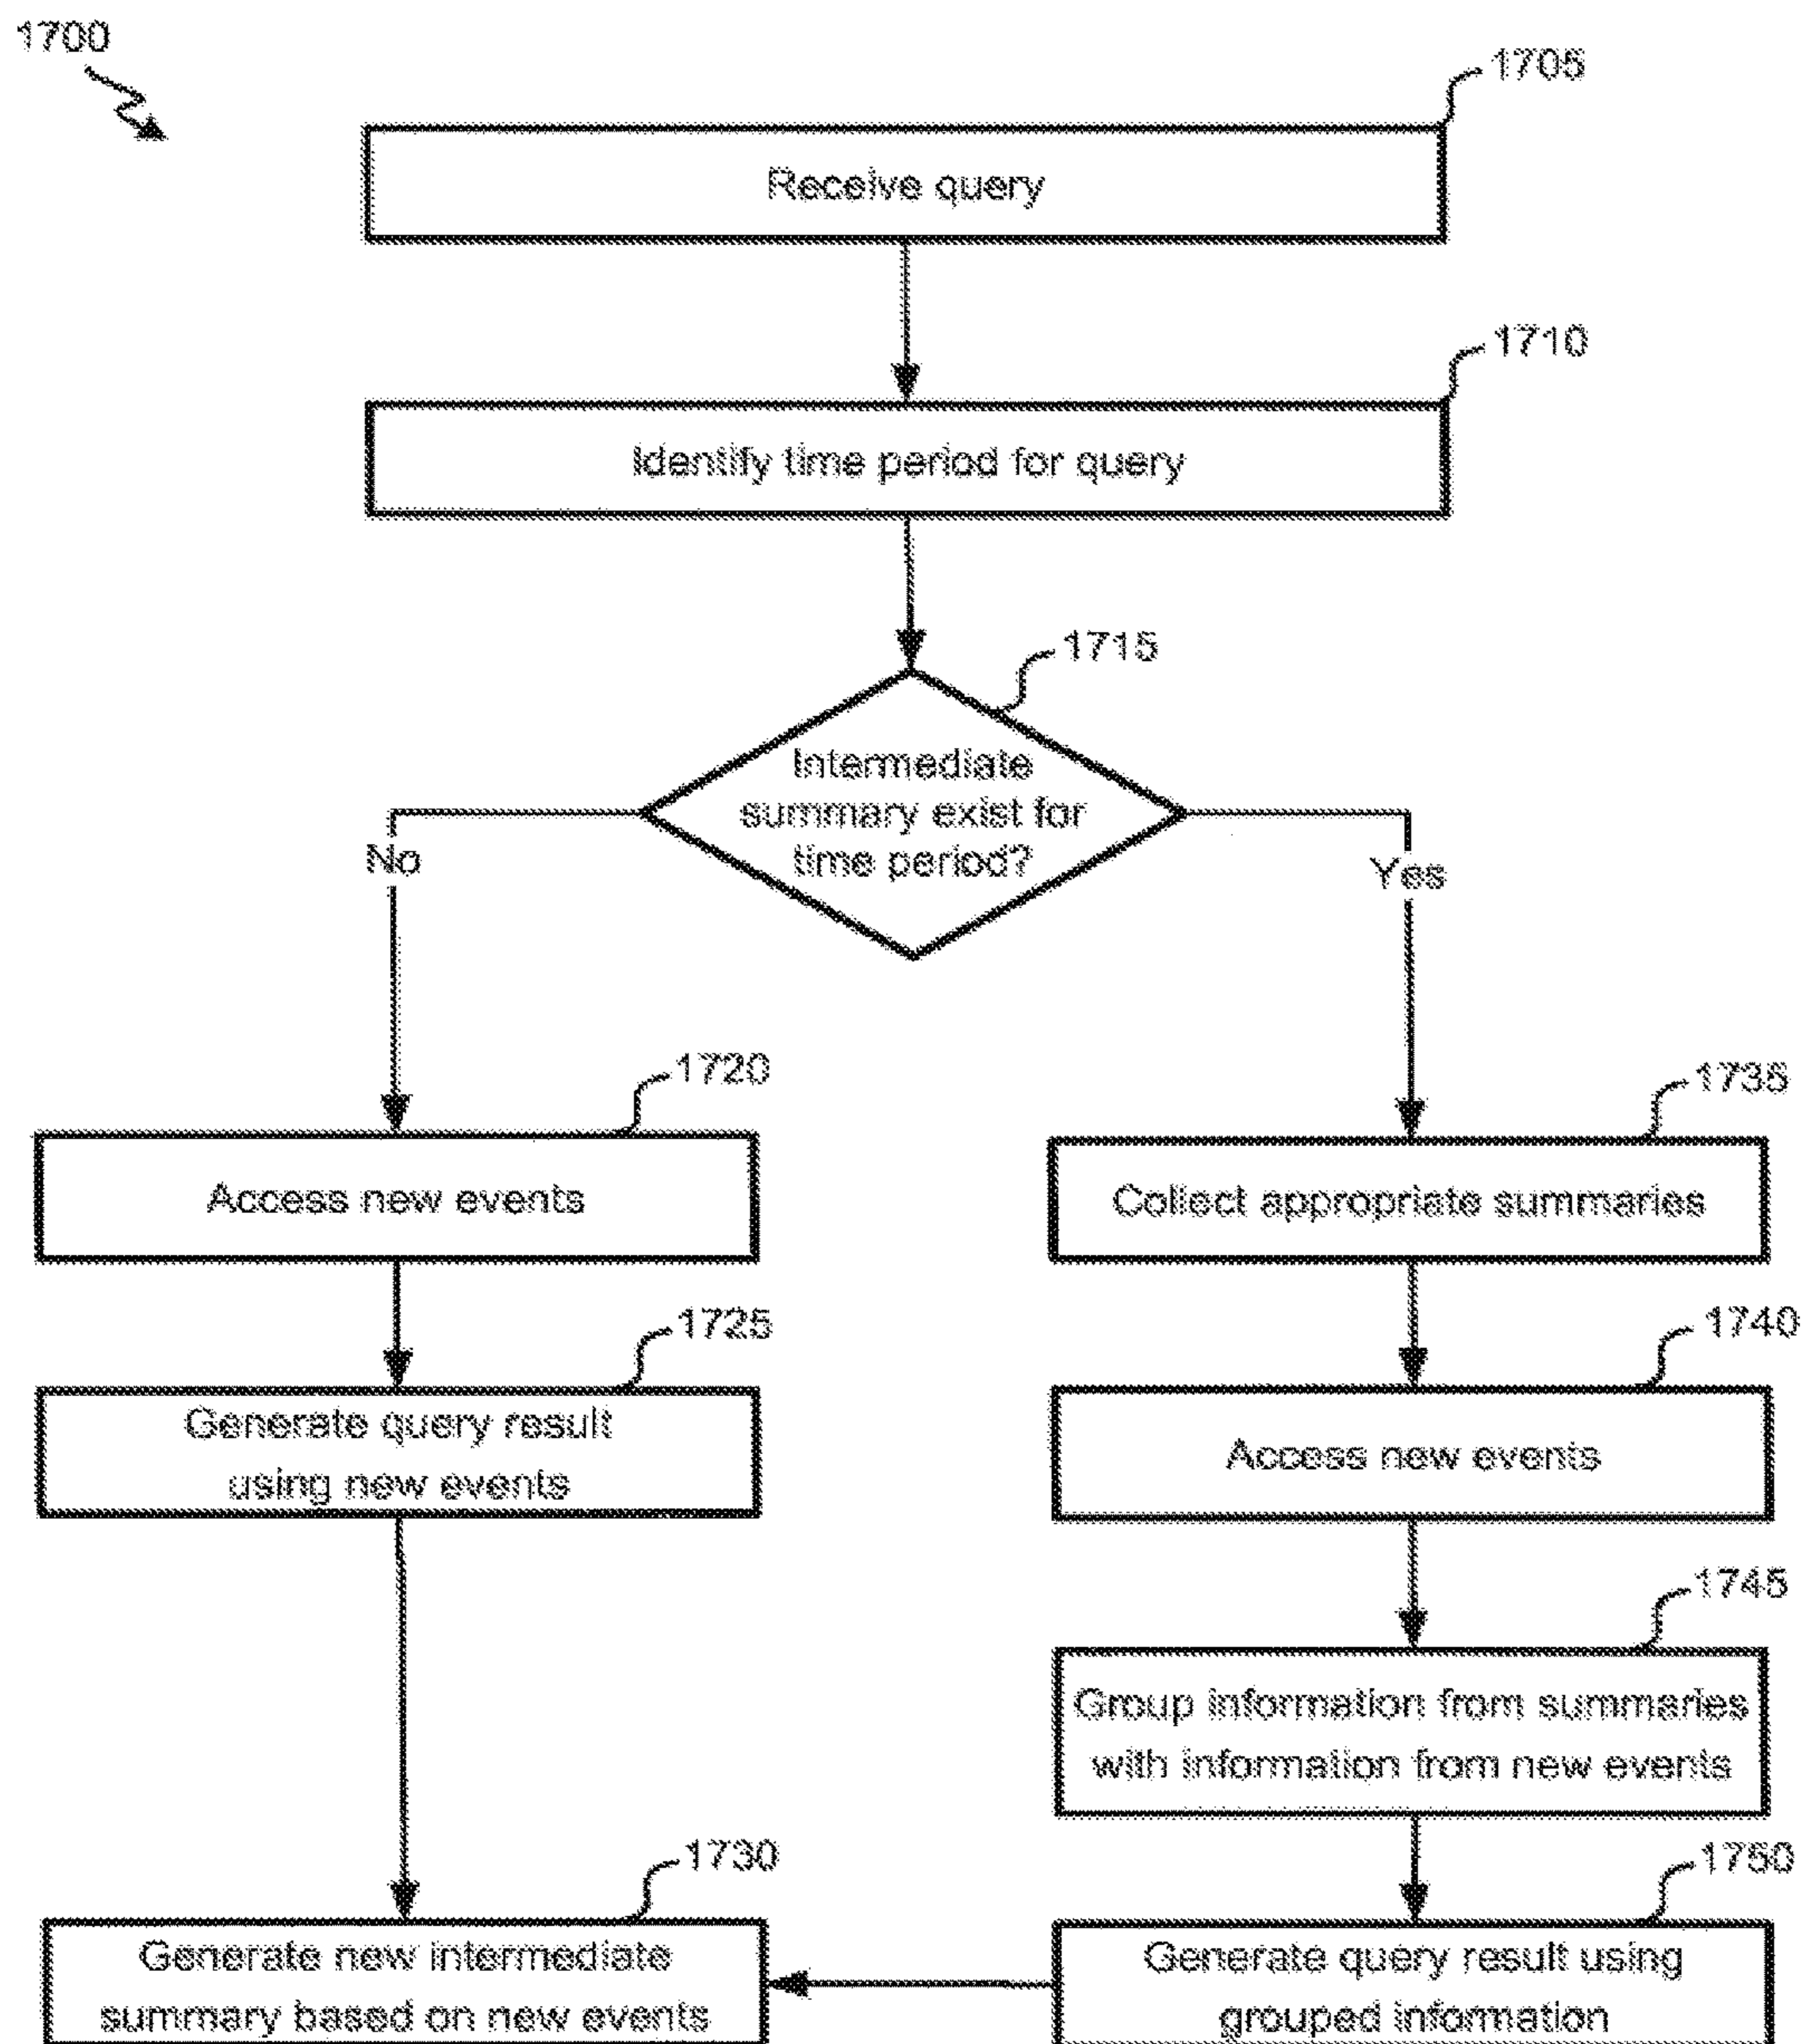 1700
1705
Receive query
1710
Identify time period for query
1715
Intermediate
summary exist for
time period?
No
Yes
1720
Access new events
1735
Collect appropriate summaries
1725
Generate query result
using new events
1740
Access new events
1745
Group information from summaries
with information from new events
1730
Generate new intermediate
summary based on new events
1750
Generate query result using
grouped information